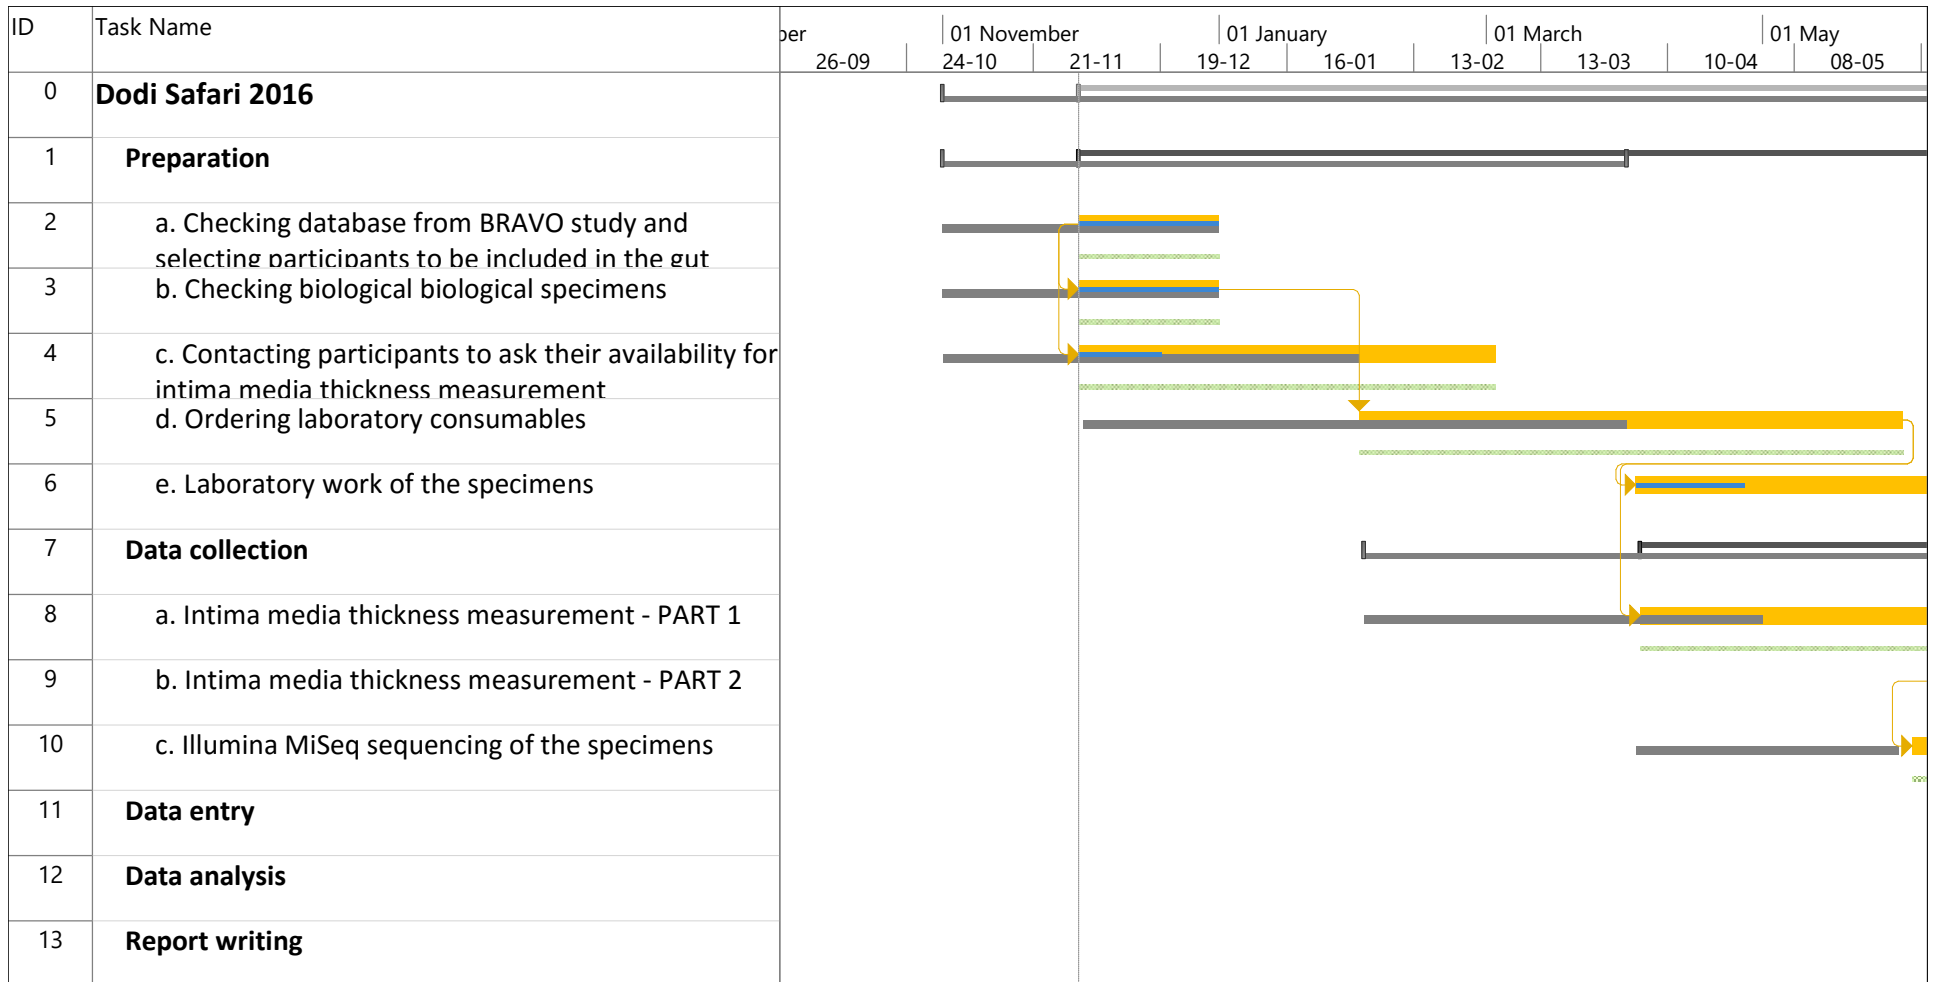 ID Task Name
ber 01 November 01 January 01 March 01 May
26-09 24-10 21-11 19-12 16-01 13-02 13-03 10-04 08-05
0 Dodi Safari 2016
1 Preparation
2 a. Checking database from BRAVO study and
selecting participants to be included in the gut
3 b. Checking biological biological specimens
4 c. Contacting participants to ask their availability for
intima media thickness measurement
5 d. Ordering laboratory consumables
6 e. Laboratory work of the specimens
7 Data collection
8 a. Intima media thickness measurement - PART 1
9 b. Intima media thickness measurement - PART 2
10 c. Illumina MiSeq sequencing of the specimens
11 Data entry
12 Data analysis
13 Report writing